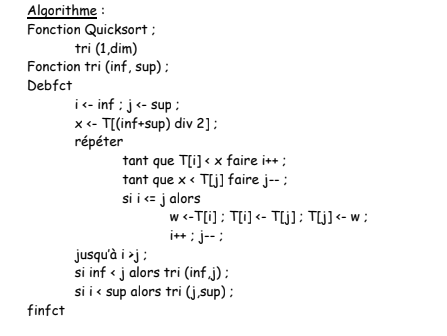 Algorithme :
Fonction Quicksort ;
tri (1,dim)
Fonction tri (inf, sup) ;
Debfct
i <- inf ; j <- sup ;
x <- T[(inf+sup) div 2] ;
répéter
tant que T[i] < x faire i++ ;
tant que x < T[j] faire j-- ;
si i <= j alors
w <-T[i] ; T[i] <- T[j] ; T[j] <- w ;
i++ ; j-- ;
jusqu'à i >j ;
si inf < j alors tri (inf,j) ;
si i < sup alors tri (j,sup) ;
finfct